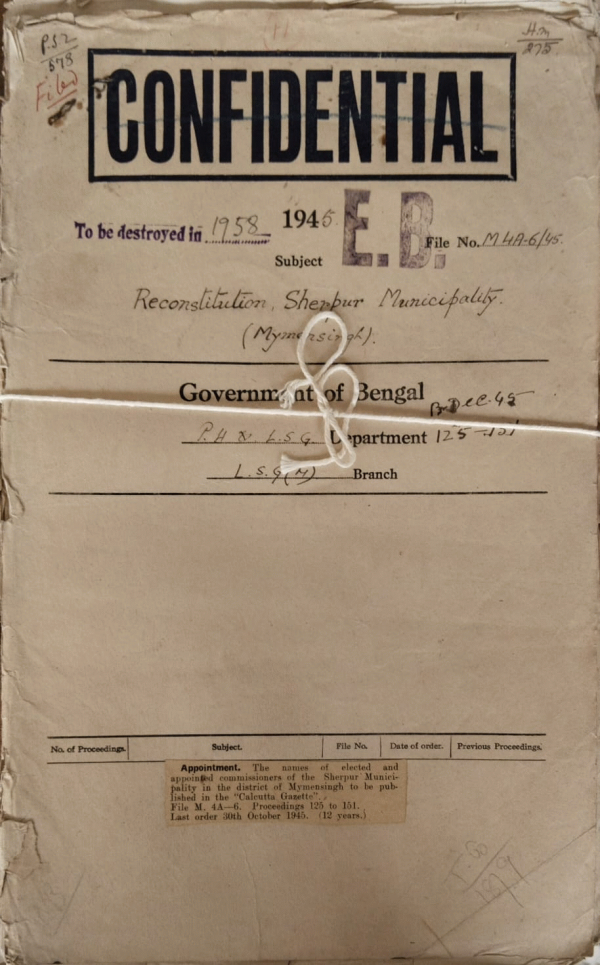 P.S 2
578
Filed
H.m
275
CONFIDENTIAL
To be destroyed in 1958
1945.
E.B.
File No. M 4A-6/45.
Subject
Reconstitution, Sherpur Municipality.
(Mymensingh).
Government of Bengal
B. Dec. 45
P.H & L.S.G. Department 125-151
L.S.G(M) Branch
No. of Proceedings. Subject. File No. Date of order. Previous Proceedings.
Appointment. The names of elected and
appointed commissioners of the Sherpur Munici-
pality in the district of Mymensingh to be pub-
lished in the "Calcutta Gazette".
File M. 4A—6. Proceedings 125 to 151.
Last order 30th October 1945. (12 years.)